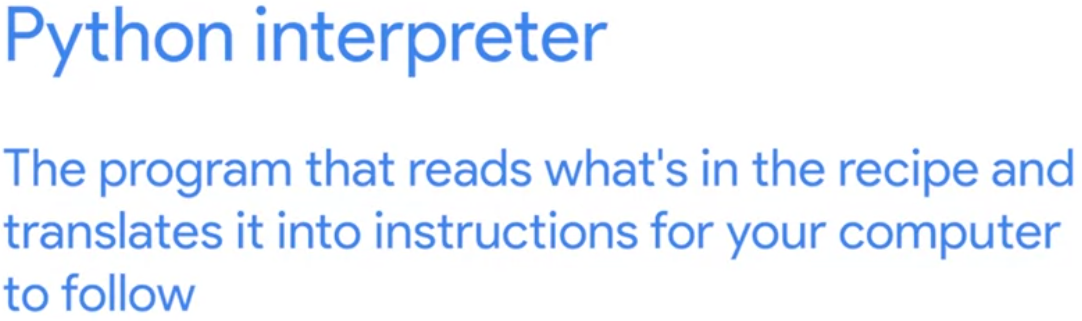 Python interpreter
The program that reads what's in the recipe and
translates it into instructions for your computer
to follow